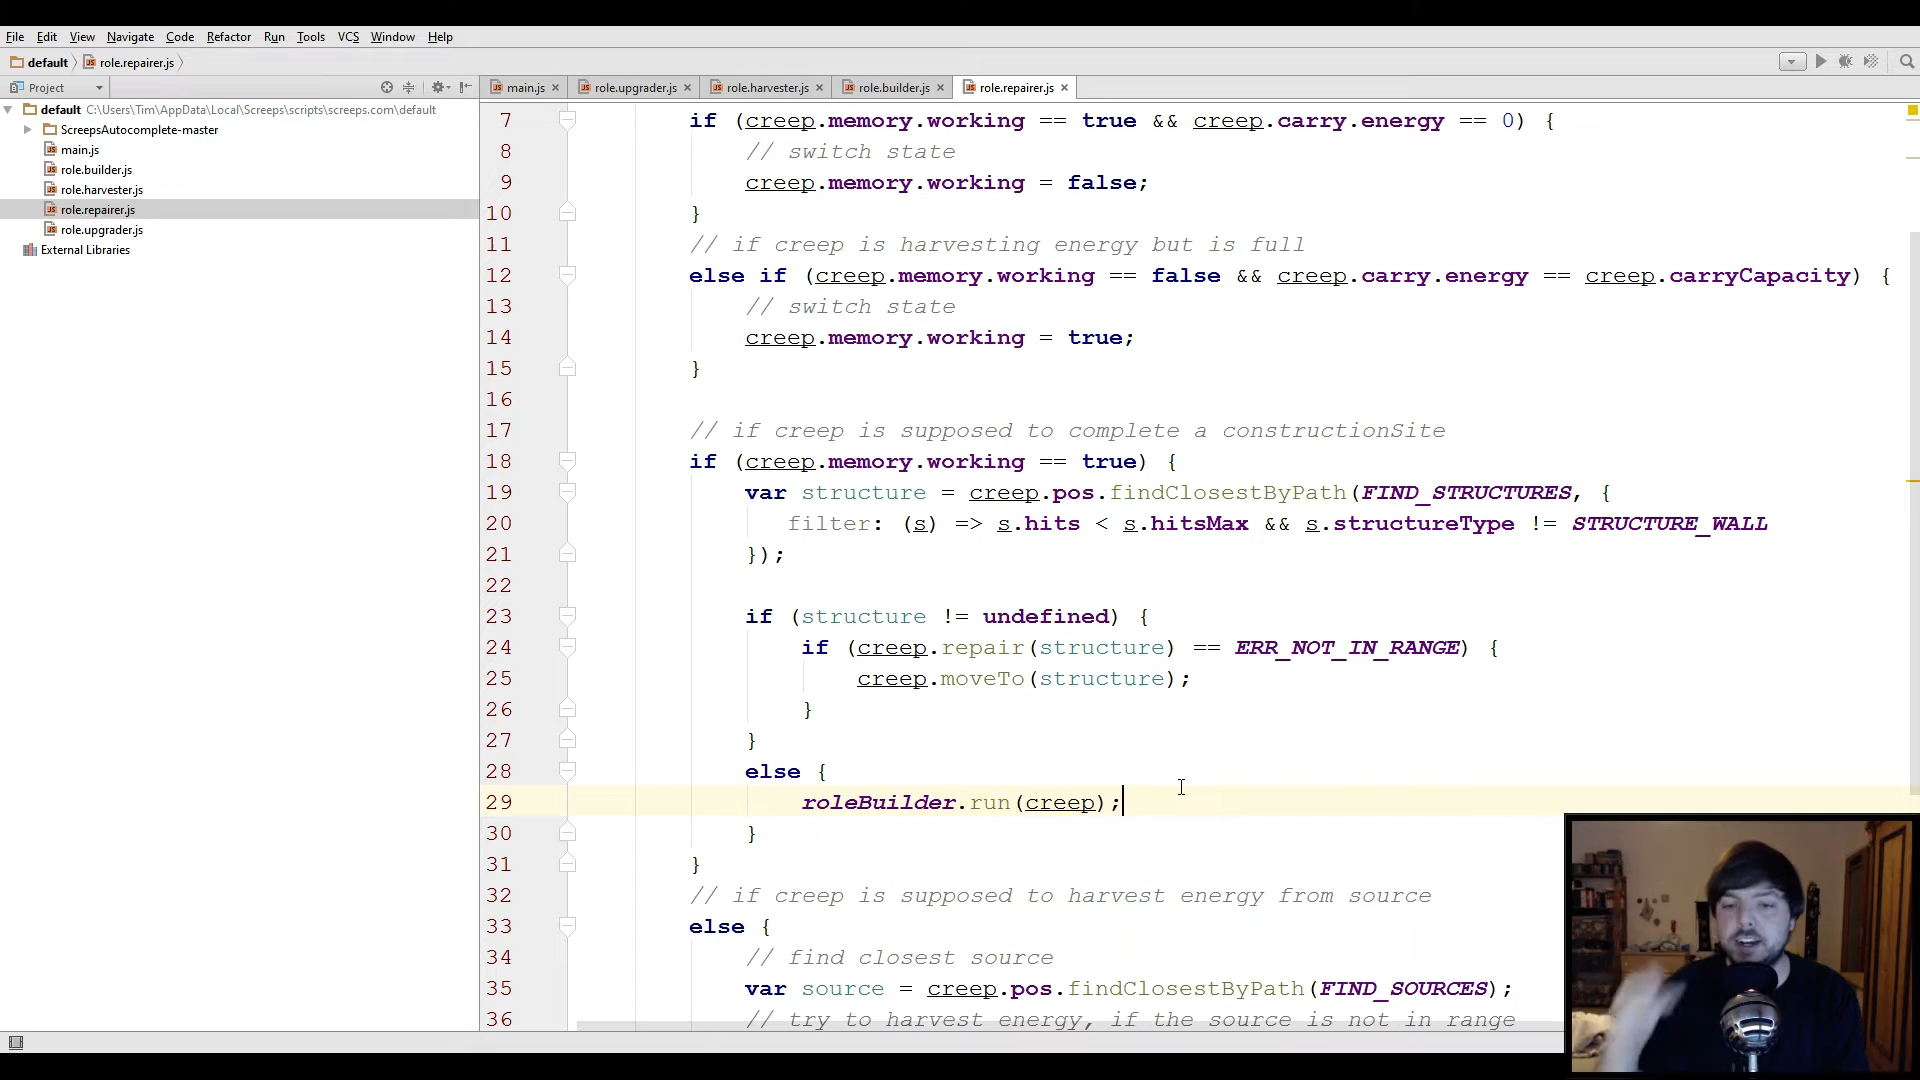 File Edit View Navigate Code Refactor Run Tools VCS Window Help
default role.repairer.js
Project
main.js role.upgrader.js role.harvester.js role.builder.js role.repairer.js
default C:\Users\Tim\AppData\Local\Screeps\scripts\screeps.com\default
ScreepsAutocomplete-master
main.js
role.builder.js
role.harvester.js
role.repairer.js
role.upgrader.js
External Libraries
7 if (creep.memory.working == true && creep.carry.energy == 0) {
8 // switch state
9 creep.memory.working = false;
10 }
11 // if creep is harvesting energy but is full
12 else if (creep.memory.working == false && creep.carry.energy == creep.carryCapacity) {
13 // switch state
14 creep.memory.working = true;
15 }
16
17 // if creep is supposed to complete a constructionSite
18 if (creep.memory.working == true) {
19 var structure = creep.pos.findClosestByPath(FIND_STRUCTURES, {
20 filter: (s) => s.hits < s.hitsMax && s.structureType != STRUCTURE_WALL
21 });
22
23 if (structure != undefined) {
24 if (creep.repair(structure) == ERR_NOT_IN_RANGE) {
25 creep.moveTo(structure);
26 }
27 }
28 else {
29 roleBuilder.run(creep);
30 }
31 }
32 // if creep is supposed to harvest energy from source
33 else {
34 // find closest source
35 var source = creep.pos.findClosestByPath(FIND_SOURCES);
36 // try to harvest energy, if the source is not in range